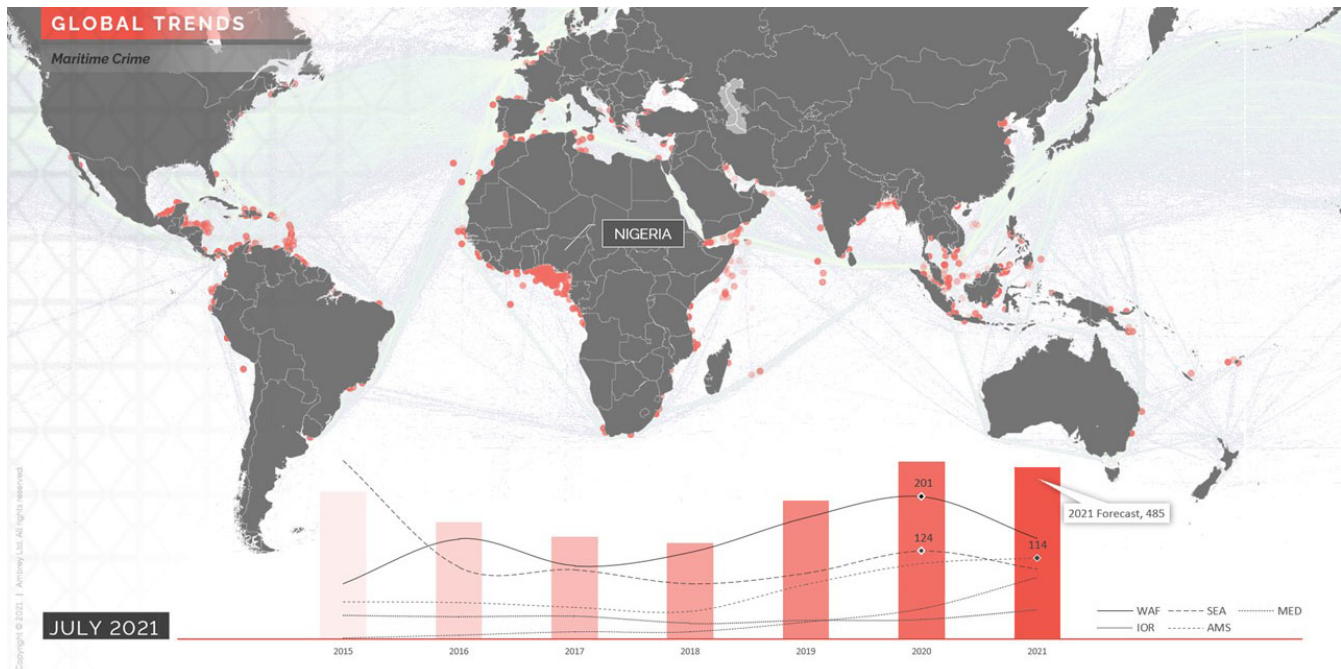 GLOBAL TRENDS
Maritime Crime
NIGERIA
201
124
114
2021 Forecast, 485
WAF
SEA
MED
IOR
AMS
JULY 2021
2015
2016
2017
2018
2019
2020
2021
Copyright © 2021 | Ambrey Ltd. All rights reserved.